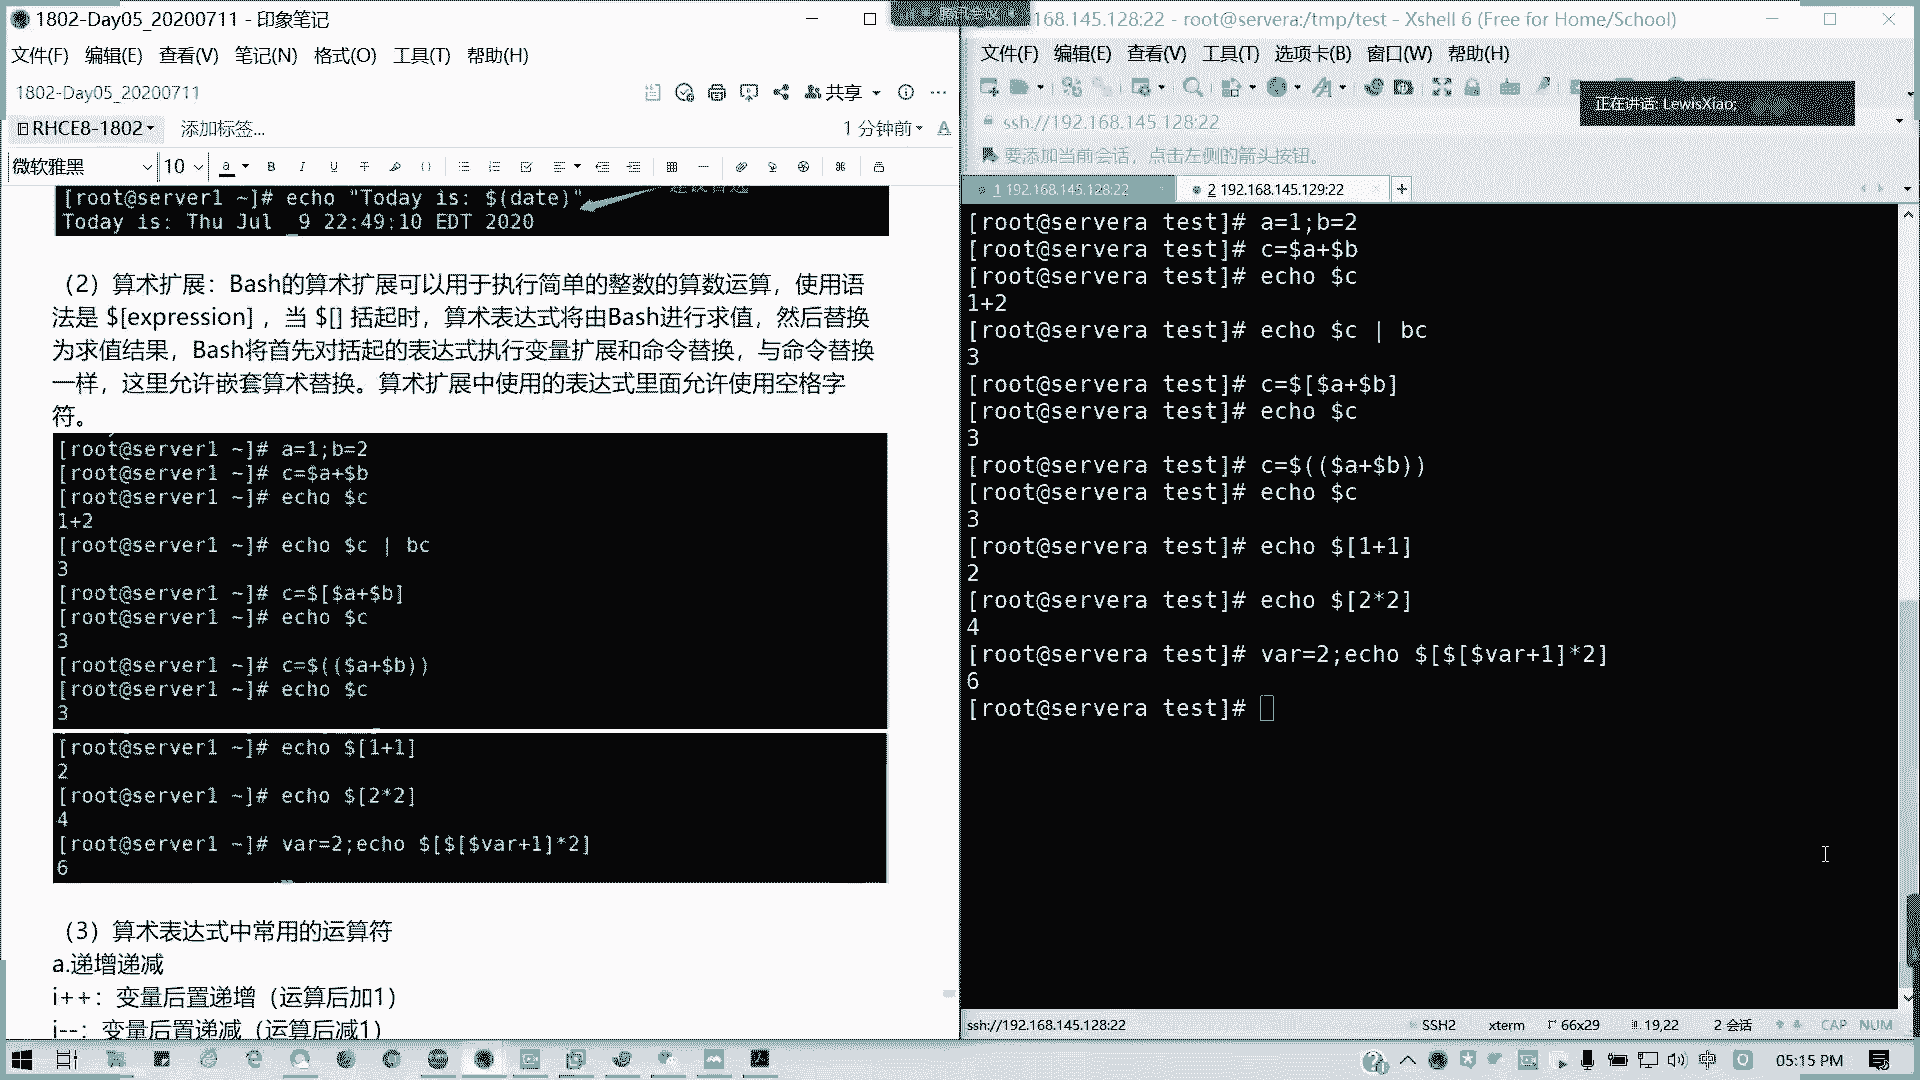 1802-Day05_20200711 - 印象笔记
文件(F) 编辑(E) 查看(V) 笔记(N) 格式(O) 工具(T) 帮助(H)
1802-Day05_20200711
共享
RHCE8-1802
添加标签...
1 分钟前
微软雅黑
10
[root@server1 ~]# echo "Today is: $(date)"
Today is: Thu Jul  9 22:49:10 EDT 2020
（2）算术扩展：Bash的算术扩展可以用于执行简单的整数的算数运算，使用语
法是 $[expression] ，当 $[] 括起时，算术表达式将由Bash进行求值，然后替换
为求值结果，Bash将首先对括起的表达式执行变量扩展和命令替换，与命令替换
一样，这里允许嵌套算术替换。算术扩展中使用的表达式里面允许使用空格字
符。
[root@server1 ~]# a=1;b=2
[root@server1 ~]# c=$a+$b
[root@server1 ~]# echo $c
1+2
[root@server1 ~]# echo $c | bc
3
[root@server1 ~]# c=$[$a+$b]
[root@server1 ~]# echo $c
3
[root@server1 ~]# c=$(($a+$b))
[root@server1 ~]# echo $c
3
[root@server1 ~]# echo $[1+1]
2
[root@server1 ~]# echo $[2*2]
4
[root@server1 ~]# var=2;echo $[$[$var+1]*2]
6
（3）算术表达式中常用的运算符
a.递增递减
i++：变量后置递增（运算后加1）
i--：变量后置递减（运算后减1）
腾讯会议
168.145.128:22 - root@servera:/tmp/test - Xshell 6 (Free for Home/School)
文件(F) 编辑(E) 查看(V) 工具(T) 选项卡(B) 窗口(W) 帮助(H)
正在讲话: LewisXiao;
ssh://192.168.145.128:22
要添加当前会话，点击左侧的箭头按钮。
1 192.168.145.128:22
2 192.168.145.129:22
[root@servera test]# a=1;b=2
[root@servera test]# c=$a+$b
[root@servera test]# echo $c
1+2
[root@servera test]# echo $c | bc
3
[root@servera test]# c=$[$a+$b]
[root@servera test]# echo $c
3
[root@servera test]# c=$(($a+$b))
[root@servera test]# echo $c
3
[root@servera test]# echo $[1+1]
2
[root@servera test]# echo $[2*2]
4
[root@servera test]# var=2;echo $[$[$var+1]*2]
6
[root@servera test]#
ssh://192.168.145.128:22
SSH2
xterm
66x29
19,22
2 会话
CAP NUM
中
05:15 PM